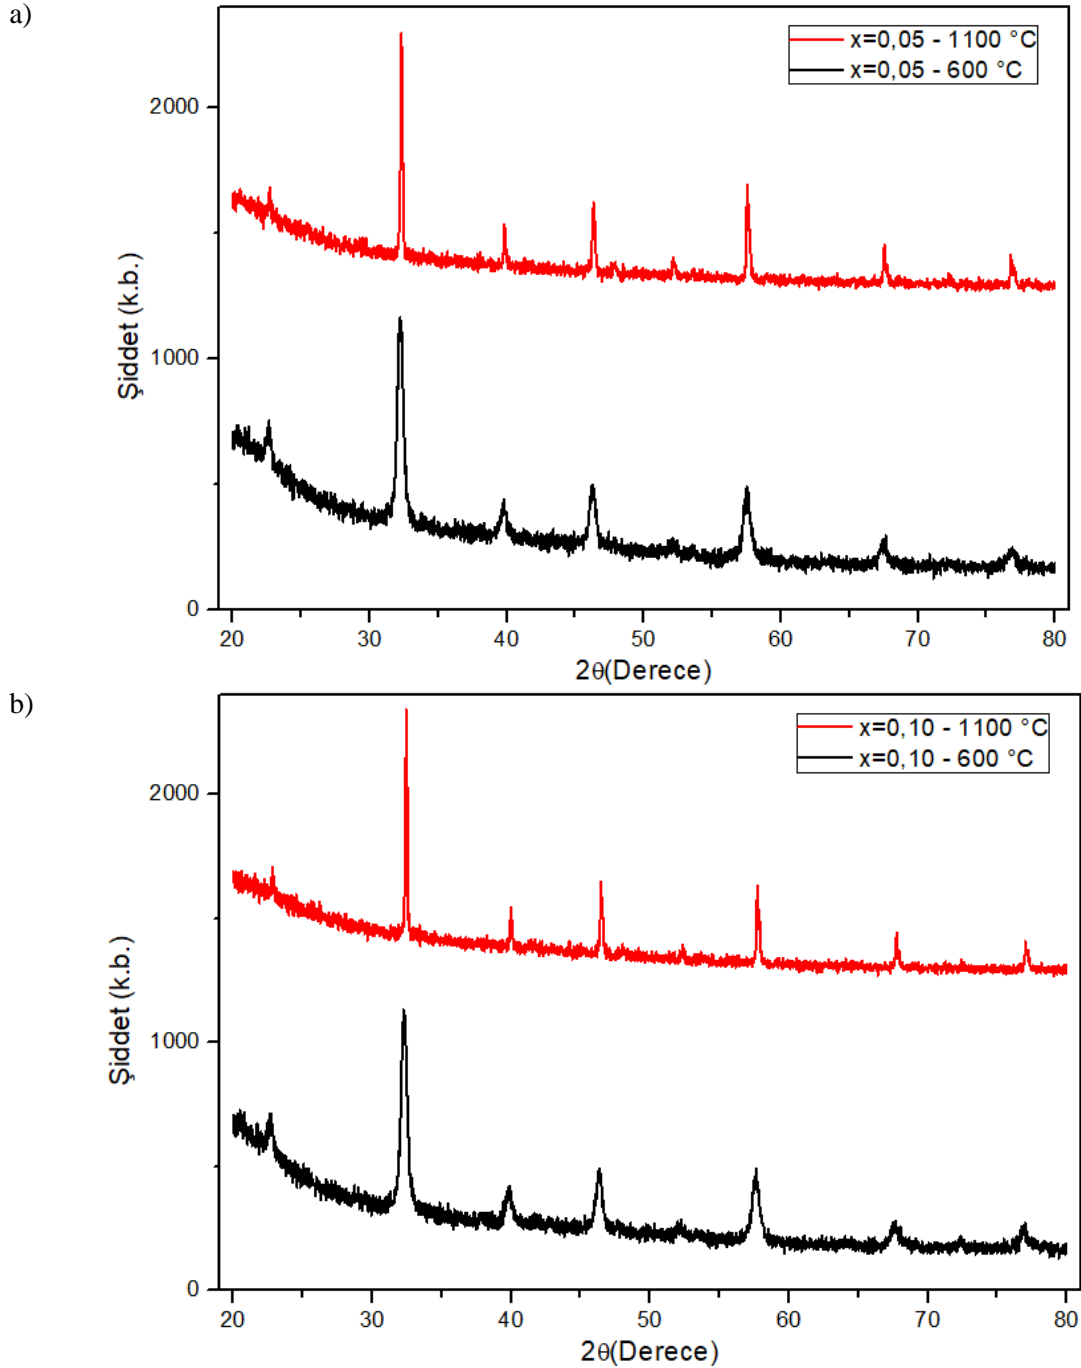 a)
x=0,05 - 1100 °C
x=0,05 - 600 °C
2000
1000
0
Şiddet (k.b.)
20 30 40 50 60 70 80
2θ(Derece)
b)
x=0,10 - 1100 °C
x=0,10 - 600 °C
2000
1000
0
Şiddet (k.b.)
20 30 40 50 60 70 80
2θ(Derece)